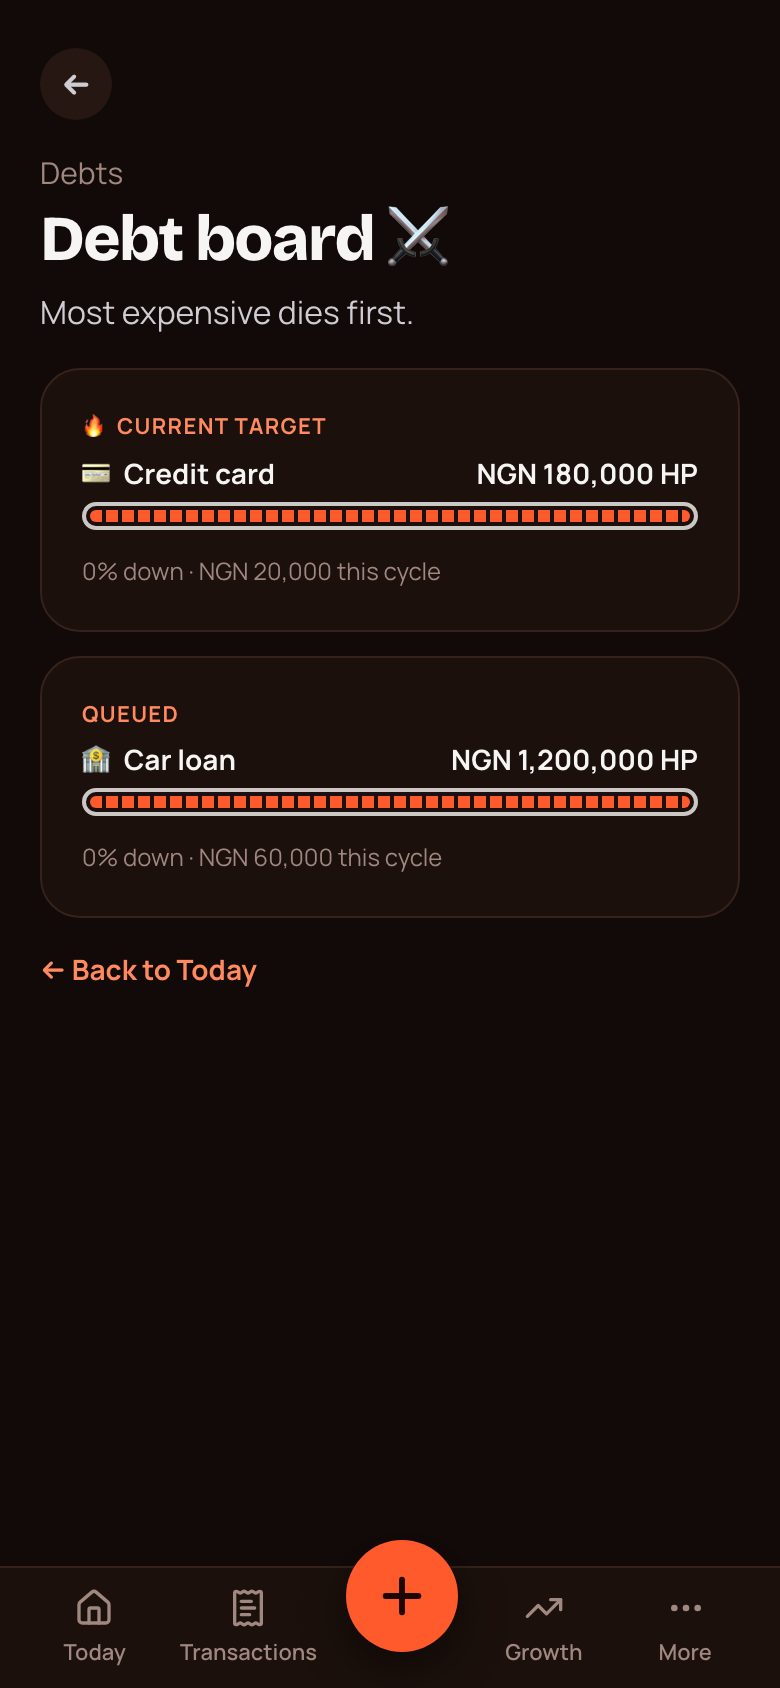 Debts
Debt board ⚔️
Most expensive dies first.
🔥 CURRENT TARGET
💳 Credit card NGN 180,000 HP
0% down · NGN 20,000 this cycle
QUEUED
🏦 Car loan NGN 1,200,000 HP
0% down · NGN 60,000 this cycle
← Back to Today
Today Transactions Growth More